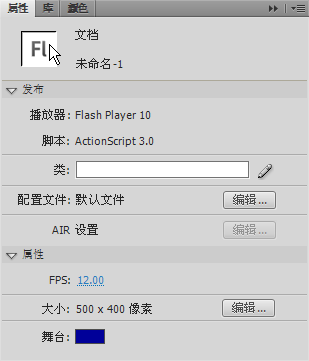 属性 库 颜色
Fl
文档
未命名-1
发布
播放器: Flash Player 10
脚本: ActionScript 3.0
类:
配置文件: 默认文件 编辑...
AIR 设置 编辑...
属性
FPS: 12.00
大小: 500 x 400 像素 编辑...
舞台: